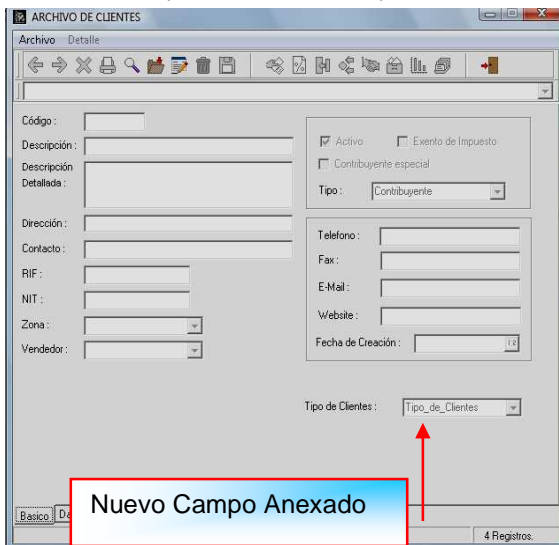 ARCHIVO DE CLIENTES
Archivo Detalle
Código :
Descripción :
Descripción
Detallada :
Dirección :
Contacto :
RIF :
NIT :
Zona :
Vendedor :
Activo Exento de Impuesto
Contribuyente especial
Tipo : Contribuyente
Telefono :
Fax :
E-Mail :
Website :
Fecha de Creación :
Tipo de Clientes : Tipo_de_Clientes
Nuevo Campo Anexado
Basico
4 Registros.